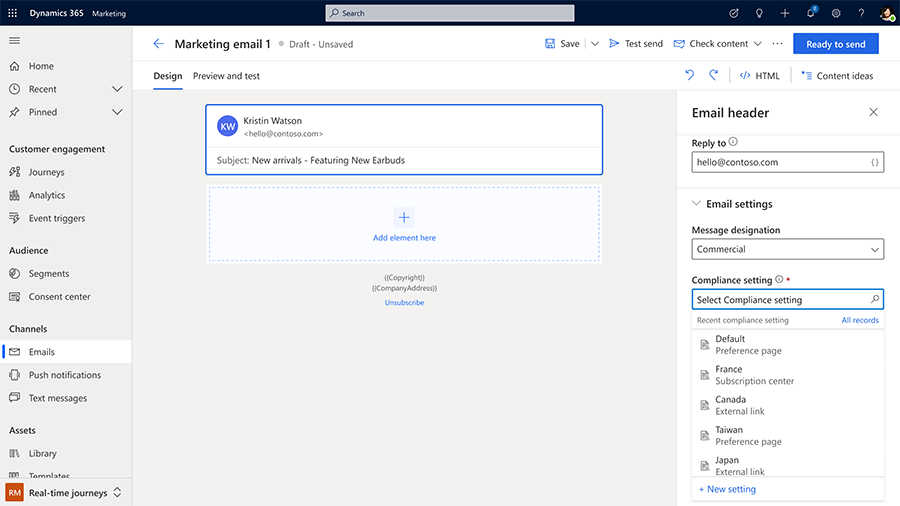 Dynamics 365 Marketing Search 8
Marketing email 1 Draft - Unsaved Save Test send Check content Ready to send
Design Preview and test </> HTML Content ideas
Home
Recent
Pinned
Customer engagement
Journeys
Analytics
Event triggers
Audience
Segments
Consent center
Channels
Emails
Push notifications
Text messages
Assets
Library
Templates
RM Real-time journeys
KW
Kristin Watson
<hello@contoso.com>
Subject: New arrivals - Featuring New Earbuds
Add element here
{{Copyright}}
{{CompanyAddress}}
Unsubscribe
Email header
Reply to
hello@contoso.com {}
Email settings
Message designation
Commercial
Compliance setting *
Select Compliance setting
Recent compliance setting All records
Default
Preference page
France
Subscription center
Canada
External link
Taiwan
Preference page
Japan
External link
+ New setting